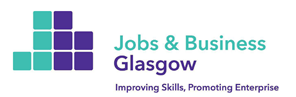 Jobs & Business
Glasgow
Improving Skills, Promoting Enterprise